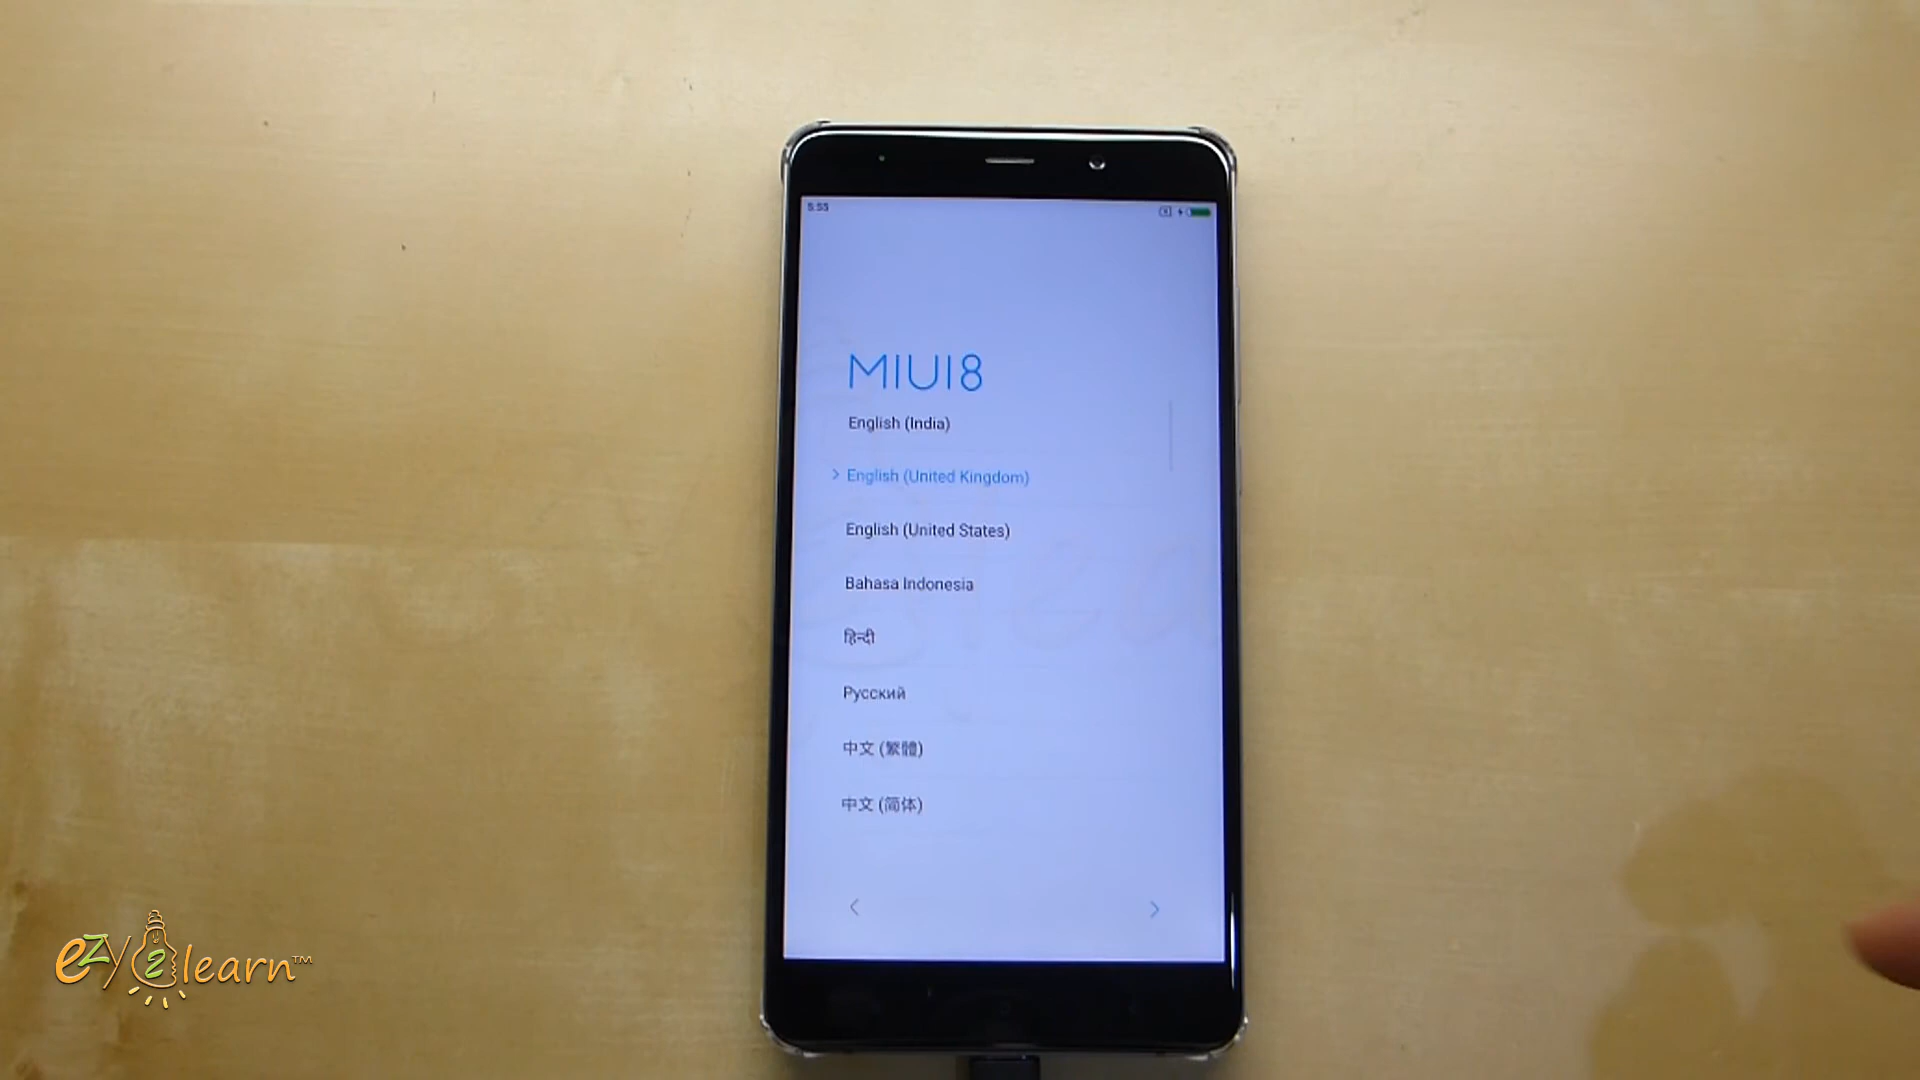 5:55
MIUI8
English (India)
> English (United Kingdom)
English (United States)
Bahasa Indonesia
हिन्दी
Русский
中文 (繁體)
中文 (简体)
ezy2learn™